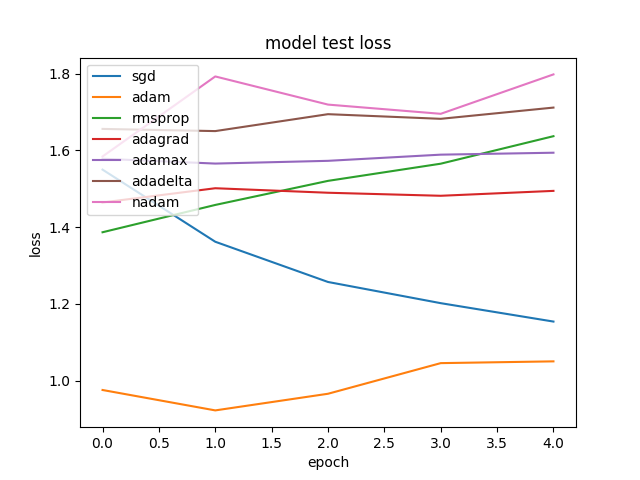 model test loss
1.8
1.6
1.4
1.2
1.0
loss
sgd
adam
rmsprop
adagrad
adamax
adadelta
nadam
0.0 0.5 1.0 1.5 2.0 2.5 3.0 3.5 4.0
epoch